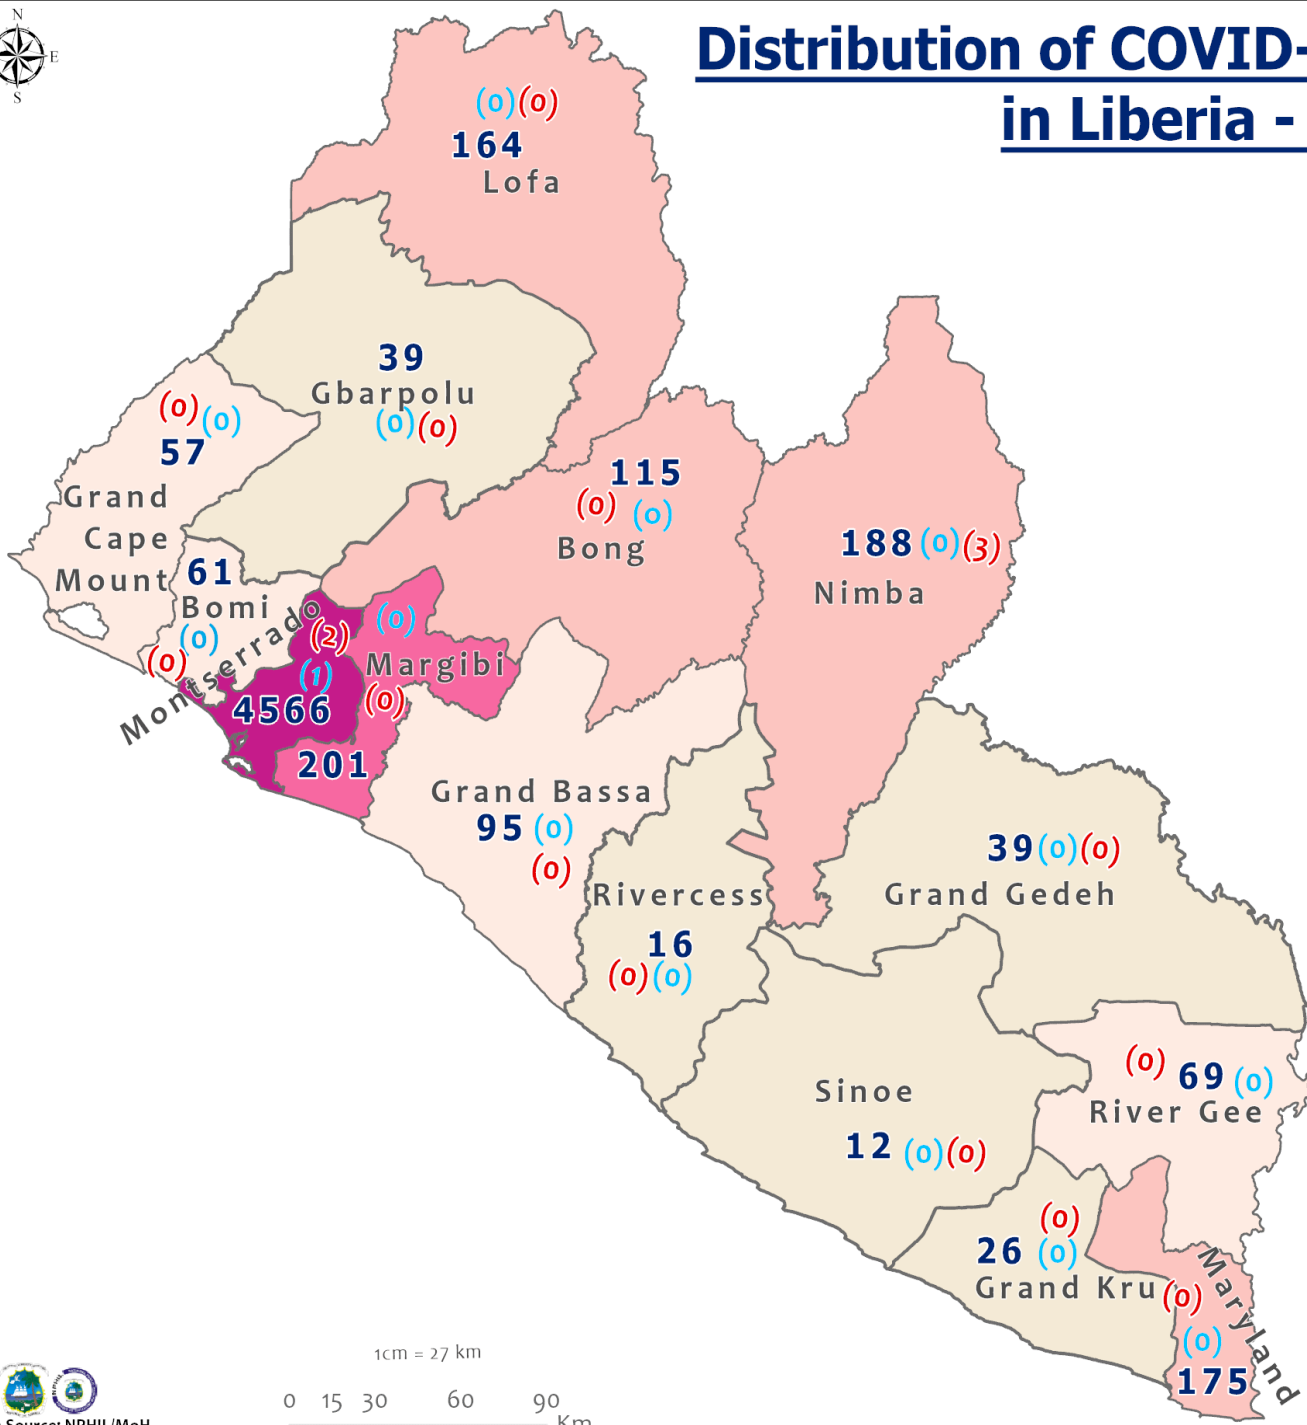 N
E
S
Distribution of COVID-
in Liberia -
(0)(0)
164
Lofa
39
Gbarpolu
(0)(0)
(0)(0)
57
Grand
Cape
Mount
115
(0) (0)
Bong
188(0)(3)
Nimba
61
Bomi
(0)
(0)
Montserrado
(2)
(1)
4566
(0)
Margibi
(0)
201
Grand Bassa
95 (0)
(0)
Rivercess
16
(0)(0)
39(0)(0)
Grand Gedeh
Sinoe
12 (0)(0)
(0) 69 (0)
River Gee
(0)
26 (0)
Grand Kru
Maryland
(0)
(0)
175
1cm = 27 km
0 15 30 60 90
Km
Source: NPHIL/MoH